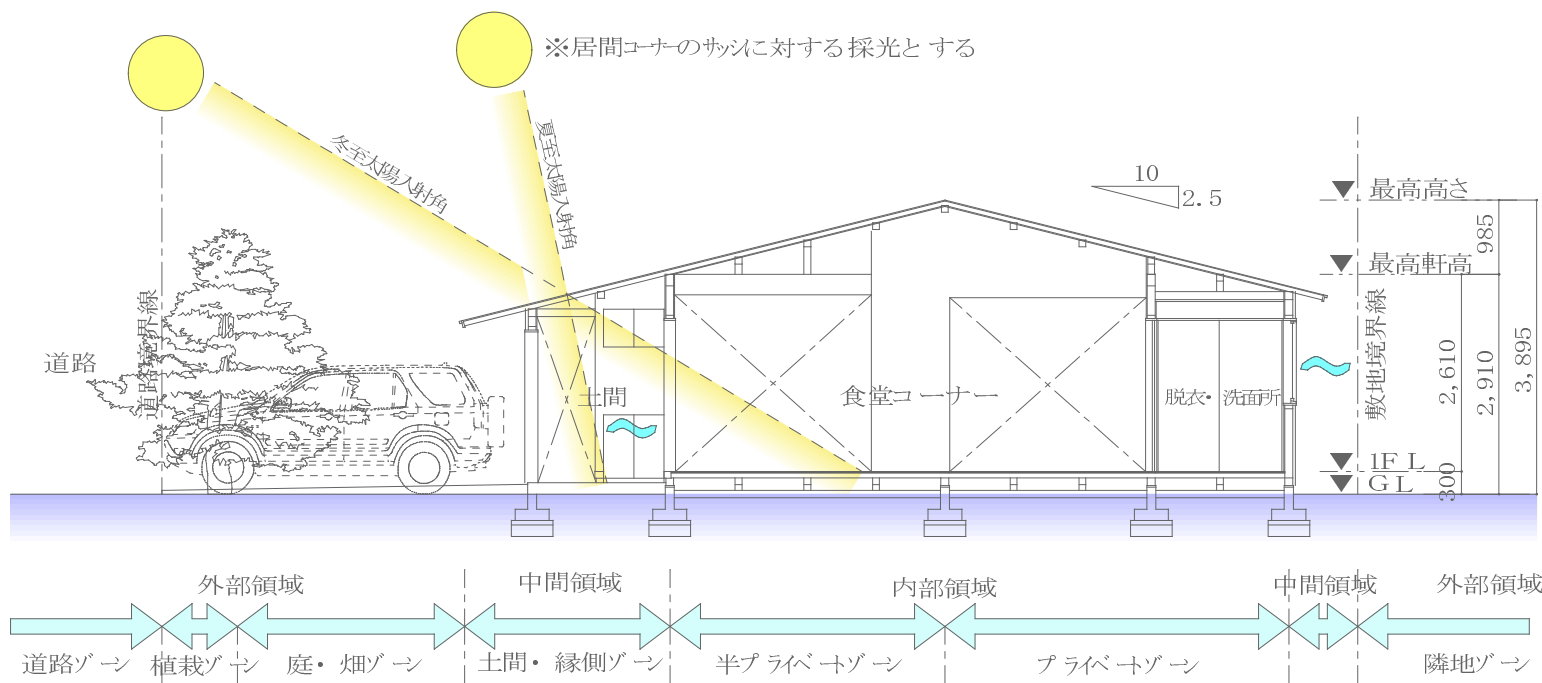 ※居間コーナーのサッシに対する採光とする
冬至太陽入射角
夏至太陽入射角
10
2.5
最高高さ
985
最高軒高
道路境界線
敷地境界線
道路
土間
食堂コーナー
脱衣・洗面所
2,610
2,910
3,895
1FL
GL
300
外部領域
中間領域
内部領域
中間領域
外部領域
道路ゾーン
植栽ゾーン
庭・畑ゾーン
土間・縁側ゾーン
半プライベートゾーン
プライベートゾーン
隣地ゾーン